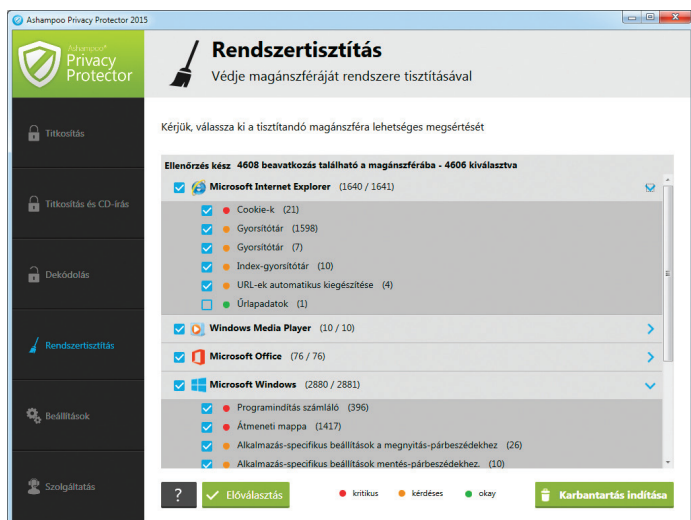 Ashampoo Privacy Protector 2015
Ashampoo®
Privacy
Protector
Rendszertisztítás
Védje magánszféráját rendszere tisztításával
Titkosítás
Titkosítás és CD-írás
Dekódolás
Rendszertisztítás
Beállítások
Szolgáltatás
Kérjük, válassza ki a tisztítandó magánszféra lehetséges megsértését
Ellenőrzés kész 4608 beavatkozás található a magánszférába - 4606 kiválasztva
Microsoft Internet Explorer (1640 / 1641)
Cookie-k (21)
Gyorsítótár (1598)
Gyorsítótár (7)
Index-gyorsítótár (10)
URL-ek automatikus kiegészítése (4)
Űrlapadatok (1)
Windows Media Player (10 / 10)
Microsoft Office (76 / 76)
Microsoft Windows (2880 / 2881)
Programindítás számláló (396)
Átmeneti mappa (1417)
Alkalmazás-specifikus beállítások a megnyitás-párbeszédekhez (26)
Alkalmazás-specifikus beállítások mentés-párbeszédekhez. (10)
? Előválasztás kritikus kérdéses okay Karbantartás indítása